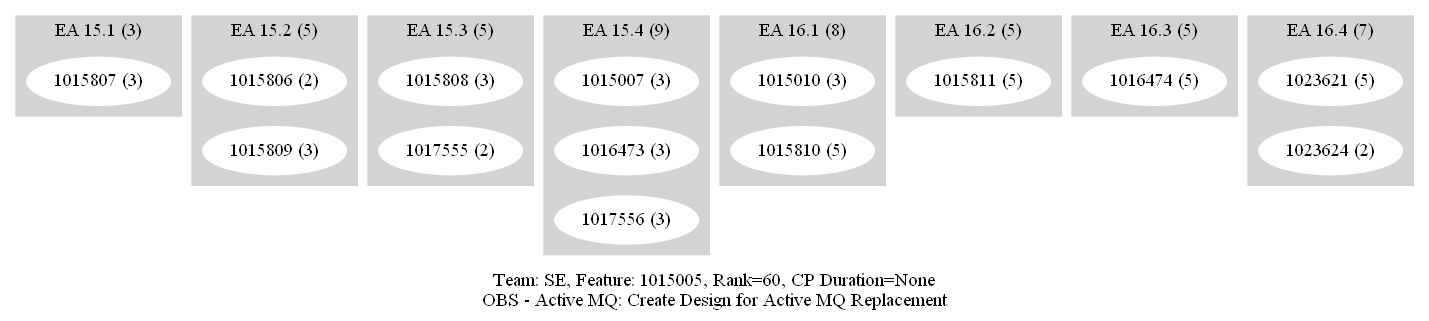 EA 15.1 (3)
1015807 (3)
EA 15.2 (5)
1015806 (2)
1015809 (3)
EA 15.3 (5)
1015808 (3)
1017555 (2)
EA 15.4 (9)
1015007 (3)
1016473 (3)
1017556 (3)
EA 16.1 (8)
1015010 (3)
1015810 (5)
EA 16.2 (5)
1015811 (5)
EA 16.3 (5)
1016474 (5)
EA 16.4 (7)
1023621 (5)
1023624 (2)
Team: SE, Feature: 1015005, Rank=60, CP Duration=None
OBS - Active MQ: Create Design for Active MQ Replacement